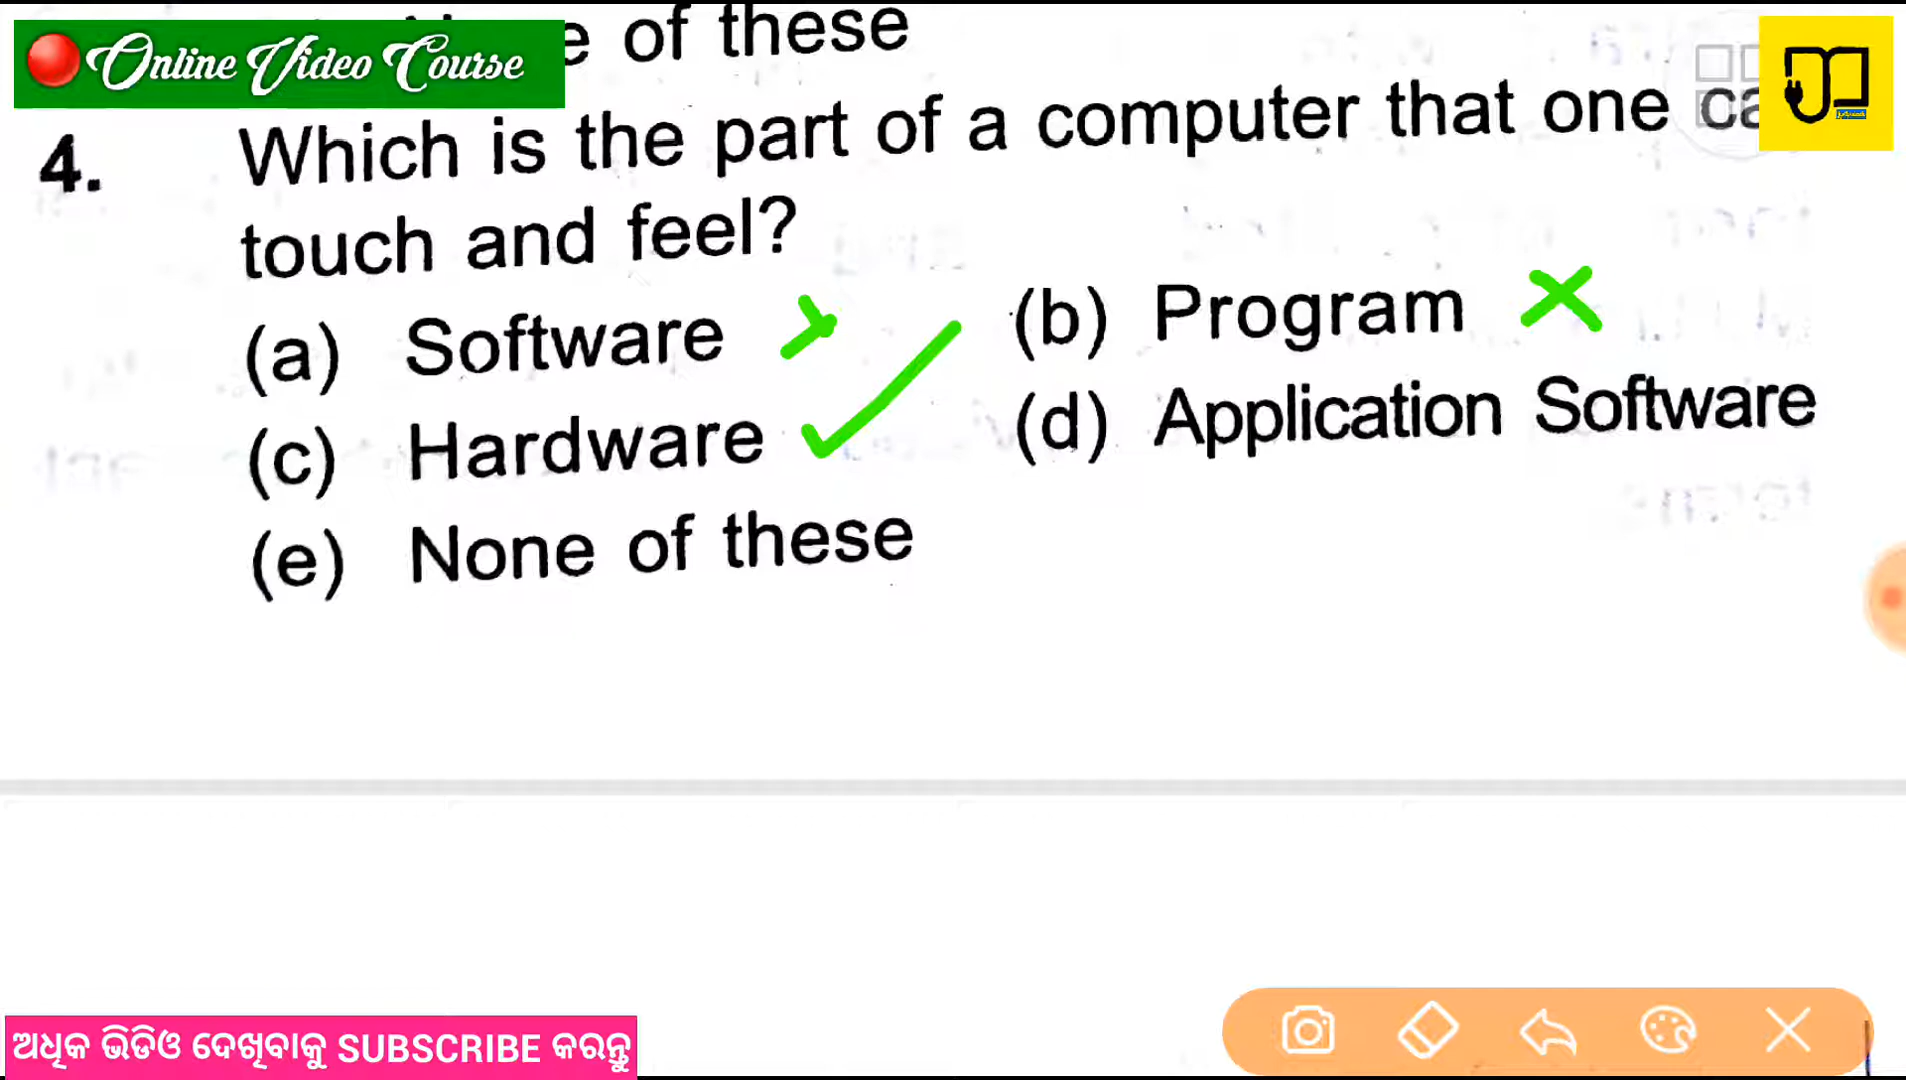 Online Video Course
of these
4. Which is the part of a computer that one
touch and feel?
(a) Software (b) Program
(c) Hardware (d) Application Software
(e) None of these
ଅଧିକ ଭିଡିଓ ଦେଖିବାକୁ SUBSCRIBE କରନ୍ତୁ